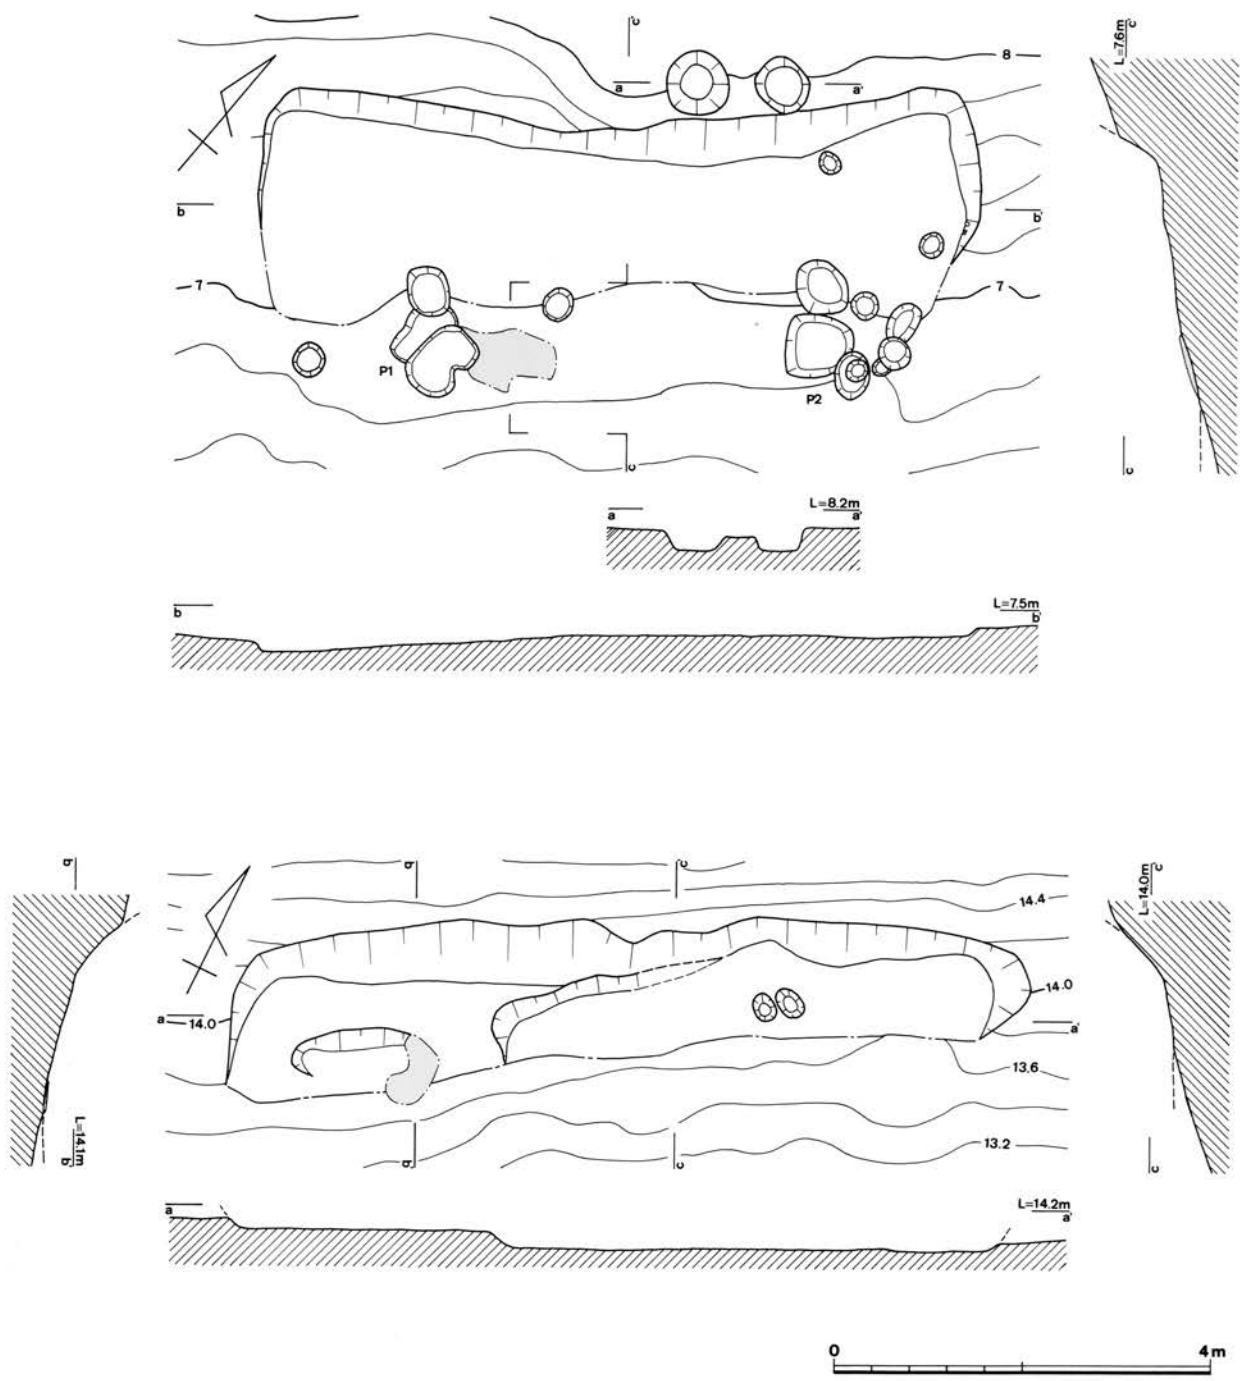 c'
L=7.6m
c'
8
a
a'
b
b'
7
7
P1
P2
c
c
L=8.2m
a
a'
b
L=7.5m
b'
b'
b'
c'
L=14.0m
c'
14.4
14.0
a
14.0
a'
13.6
L=14.1m
b
b
c
13.2
c
a
L=14.2m
a'
0
4m